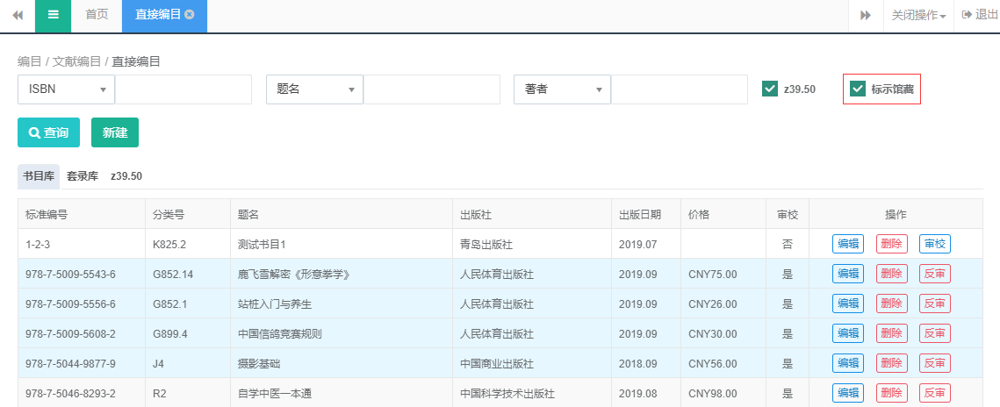 首页 直接编目 关闭操作 退出
编目 / 文献编目 / 直接编目
ISBN 题名 著者 z39.50 标示馆藏
查询 新建
书目库 套录库 z39.50
标准编号 分类号 题名 出版社 出版日期 价格 审校 操作
1-2-3 K825.2 测试书目1 青岛出版社 2019.07 否 编辑 删除 审校
978-7-5009-5543-6 G852.14 鹿飞雪解密《形意拳学》 人民体育出版社 2019.09 CNY75.00 是 编辑 删除 反审
978-7-5009-5556-6 G852.1 站桩入门与养生 人民体育出版社 2019.09 CNY26.00 是 编辑 删除 反审
978-7-5009-5608-2 G899.4 中国信鸽竞赛规则 人民体育出版社 2019.09 CNY30.00 是 编辑 删除 反审
978-7-5044-9877-9 J4 摄影基础 中国商业出版社 2018.09 CNY56.00 是 编辑 删除 反审
978-7-5046-8293-2 R2 自学中医一本通 中国科学技术出版社 2019.08 CNY98.00 是 编辑 删除 反审